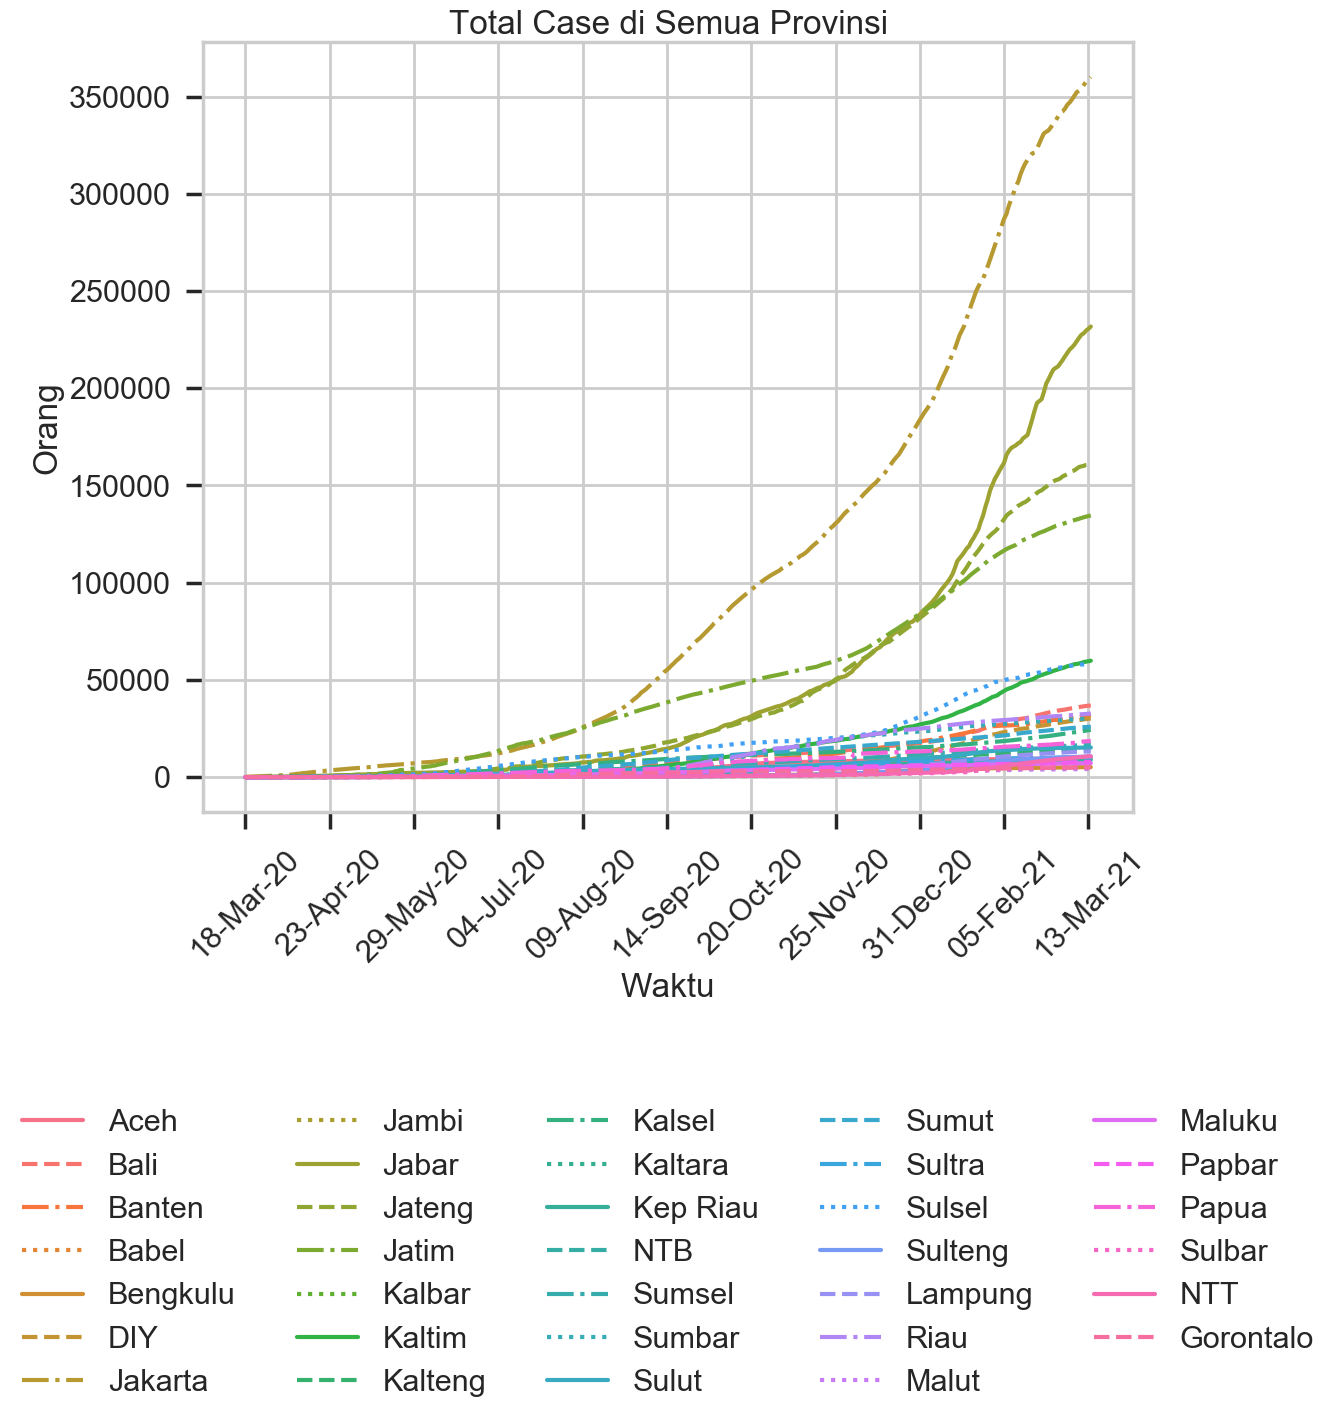 Total Case di Semua Provinsi
350000
300000
250000
200000
150000
100000
50000
0
Orang
18-Mar-20
23-Apr-20
29-May-20
04-Jul-20
09-Aug-20
14-Sep-20
20-Oct-20
25-Nov-20
31-Dec-20
05-Feb-21
13-Mar-21
Waktu
Aceh
Bali
Banten
Babel
Bengkulu
DIY
Jakarta
Jambi
Jabar
Jateng
Jatim
Kalbar
Kaltim
Kalteng
Kalsel
Kaltara
Kep Riau
NTB
Sumsel
Sumbar
Sulut
Sumut
Sultra
Sulsel
Sulteng
Lampung
Riau
Malut
Maluku
Papbar
Papua
Sulbar
NTT
Gorontalo